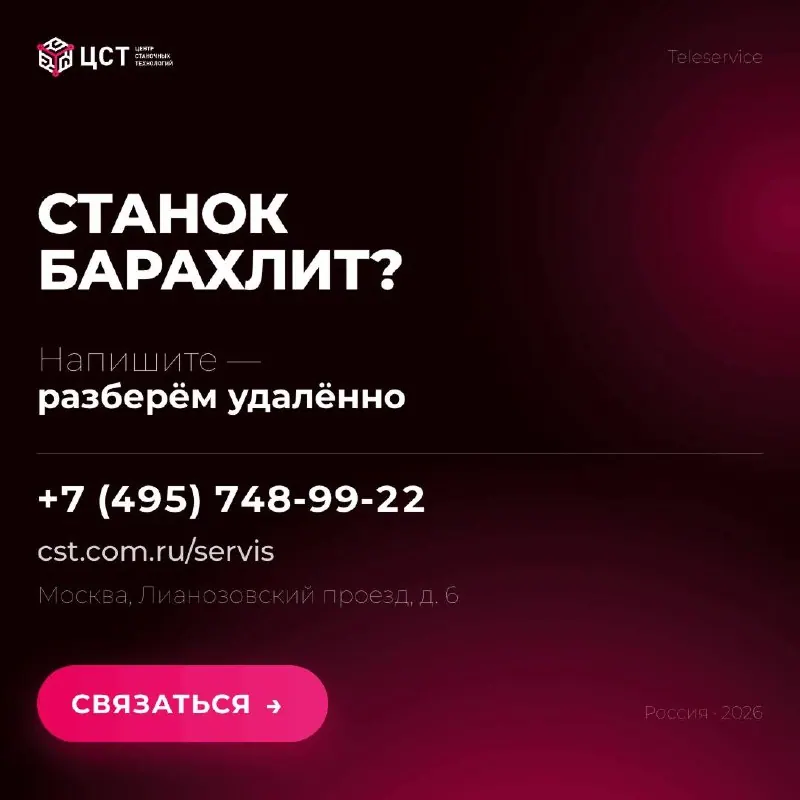 ЦСТ
ЦЕНТР
СТАНОЧНЫХ
ТЕХНОЛОГИЙ
Teleservice
СТАНОК
БАРАХЛИТ?
Напишите —
разберём удалённо
+7 (495) 748-99-22
cst.com.ru/servis
Москва, Лианозовский проезд, д. 6
СВЯЗАТЬСЯ →
Россия · 2026